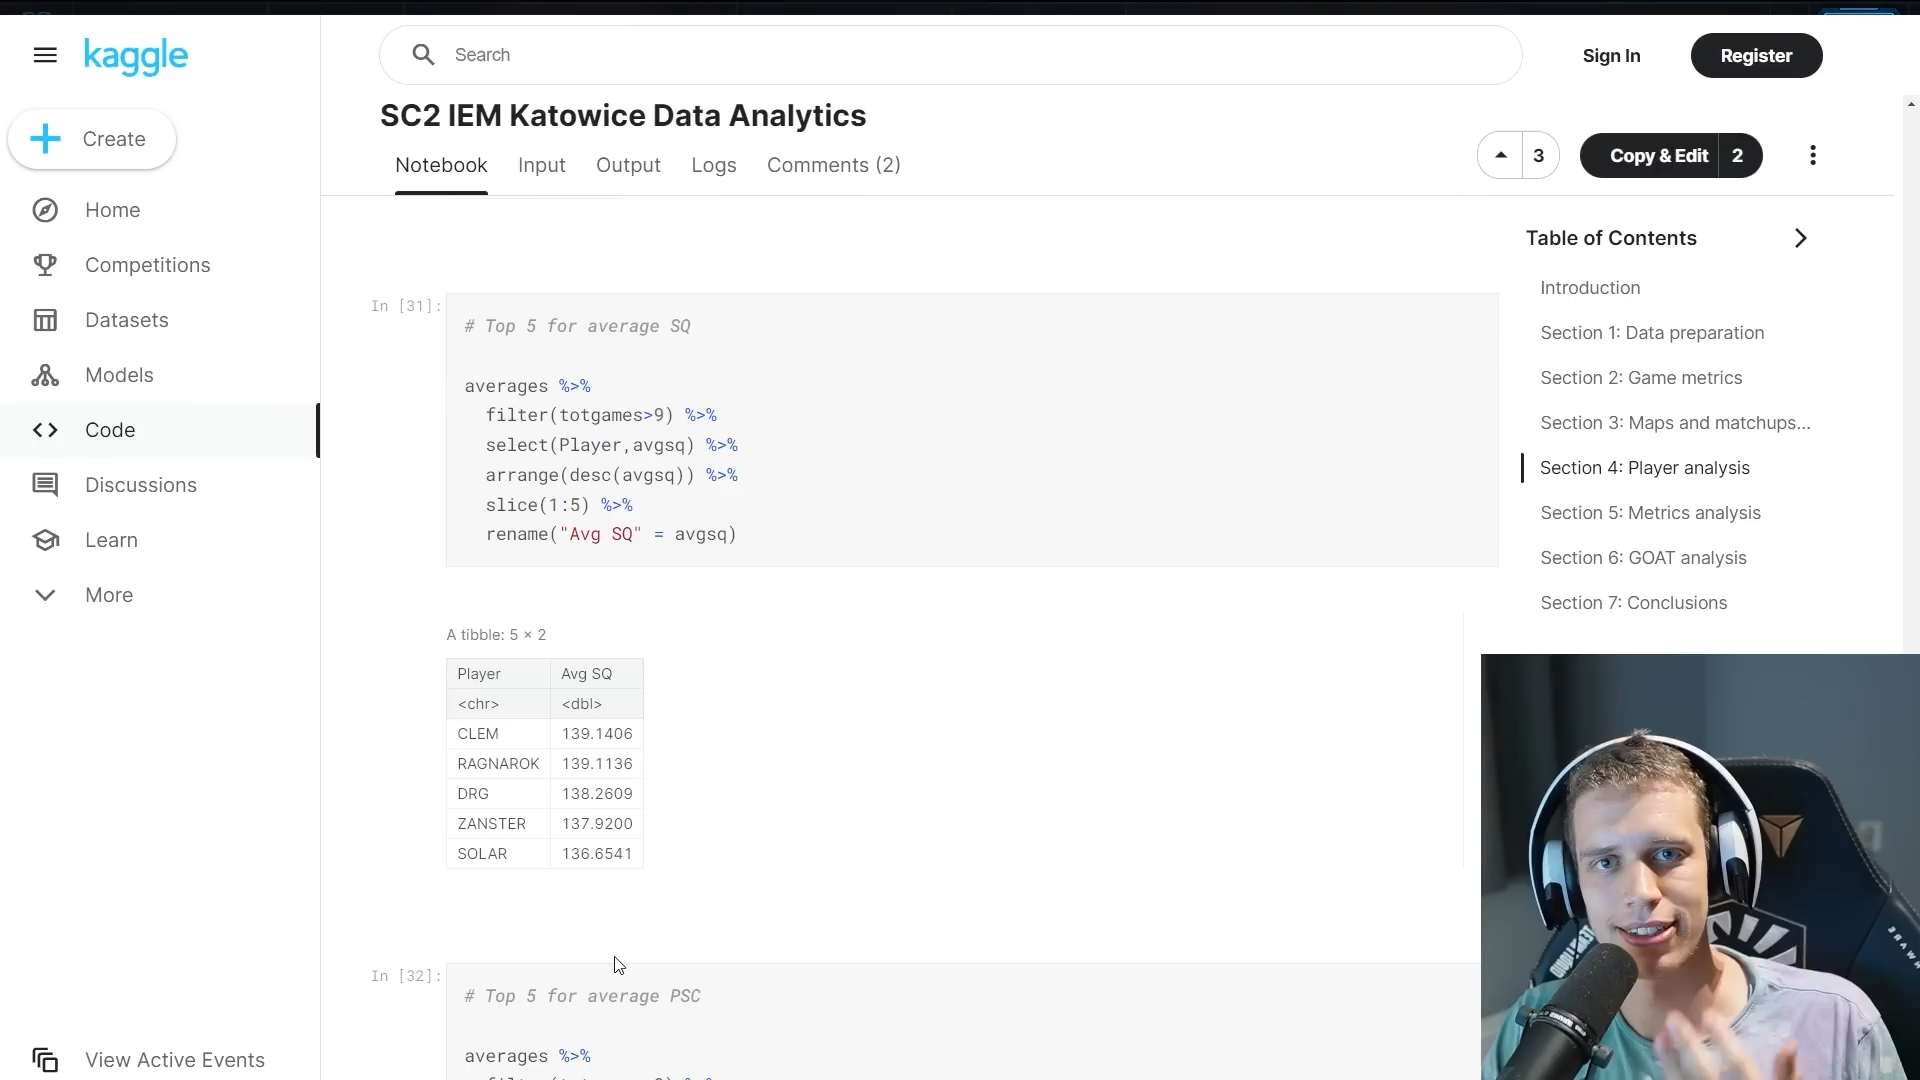 kaggle
Search
Sign In
Register
Create
SC2 IEM Katowice Data Analytics
Notebook
Input
Output
Logs
Comments (2)
3
Copy & Edit
2
Home
Competitions
Datasets
Models
Code
Discussions
Learn
More
View Active Events
In [31]:
# Top 5 for average SQ
averages %>%
filter(totgames>9) %>%
select(Player,avgsq) %>%
arrange(desc(avgsq)) %>%
slice(1:5) %>%
rename("Avg SQ" = avgsq)
A tibble: 5 × 2
Player Avg SQ
<chr> <dbl>
CLEM 139.1406
RAGNAROK 139.1136
DRG 138.2609
ZANSTER 137.9200
SOLAR 136.6541
In [32]:
# Top 5 for average PSC
averages %>%
Table of Contents
Introduction
Section 1: Data preparation
Section 2: Game metrics
Section 3: Maps and matchups...
Section 4: Player analysis
Section 5: Metrics analysis
Section 6: GOAT analysis
Section 7: Conclusions